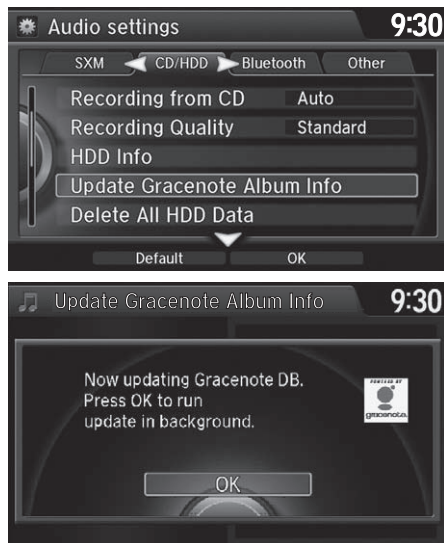 Audio settings
9:30
SXM CD/HDD Bluetooth Other
Recording from CD Auto
Recording Quality Standard
HDD Info
Update Gracenote Album Info
Delete All HDD Data
Default OK
Update Gracenote Album Info
9:30
Now updating Gracenote DB.
Press OK to run
update in background.
POWERED BY
gracenote.
OK